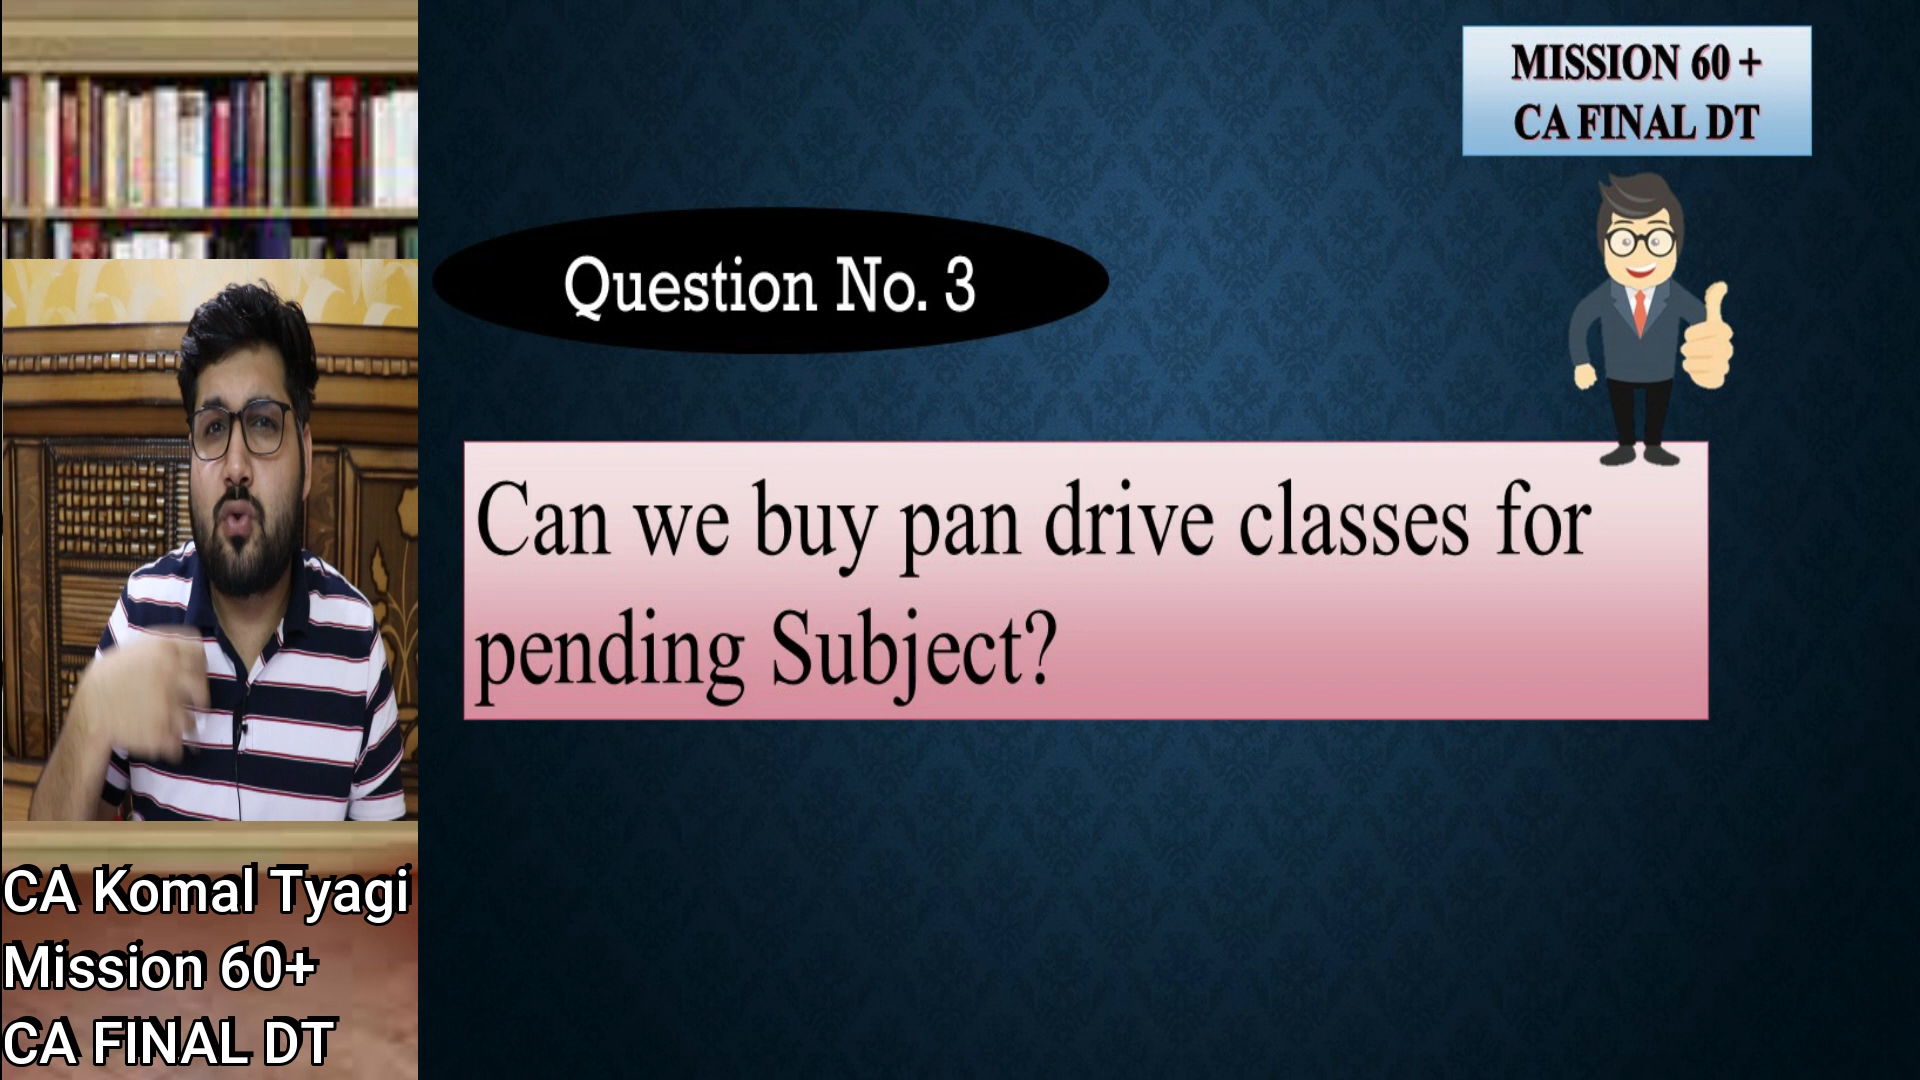 MISSION 60 +
CA FINAL DT
Question No. 3
Can we buy pan drive classes for
pending Subject?
CA Komal Tyagi
Mission 60+
CA FINAL DT